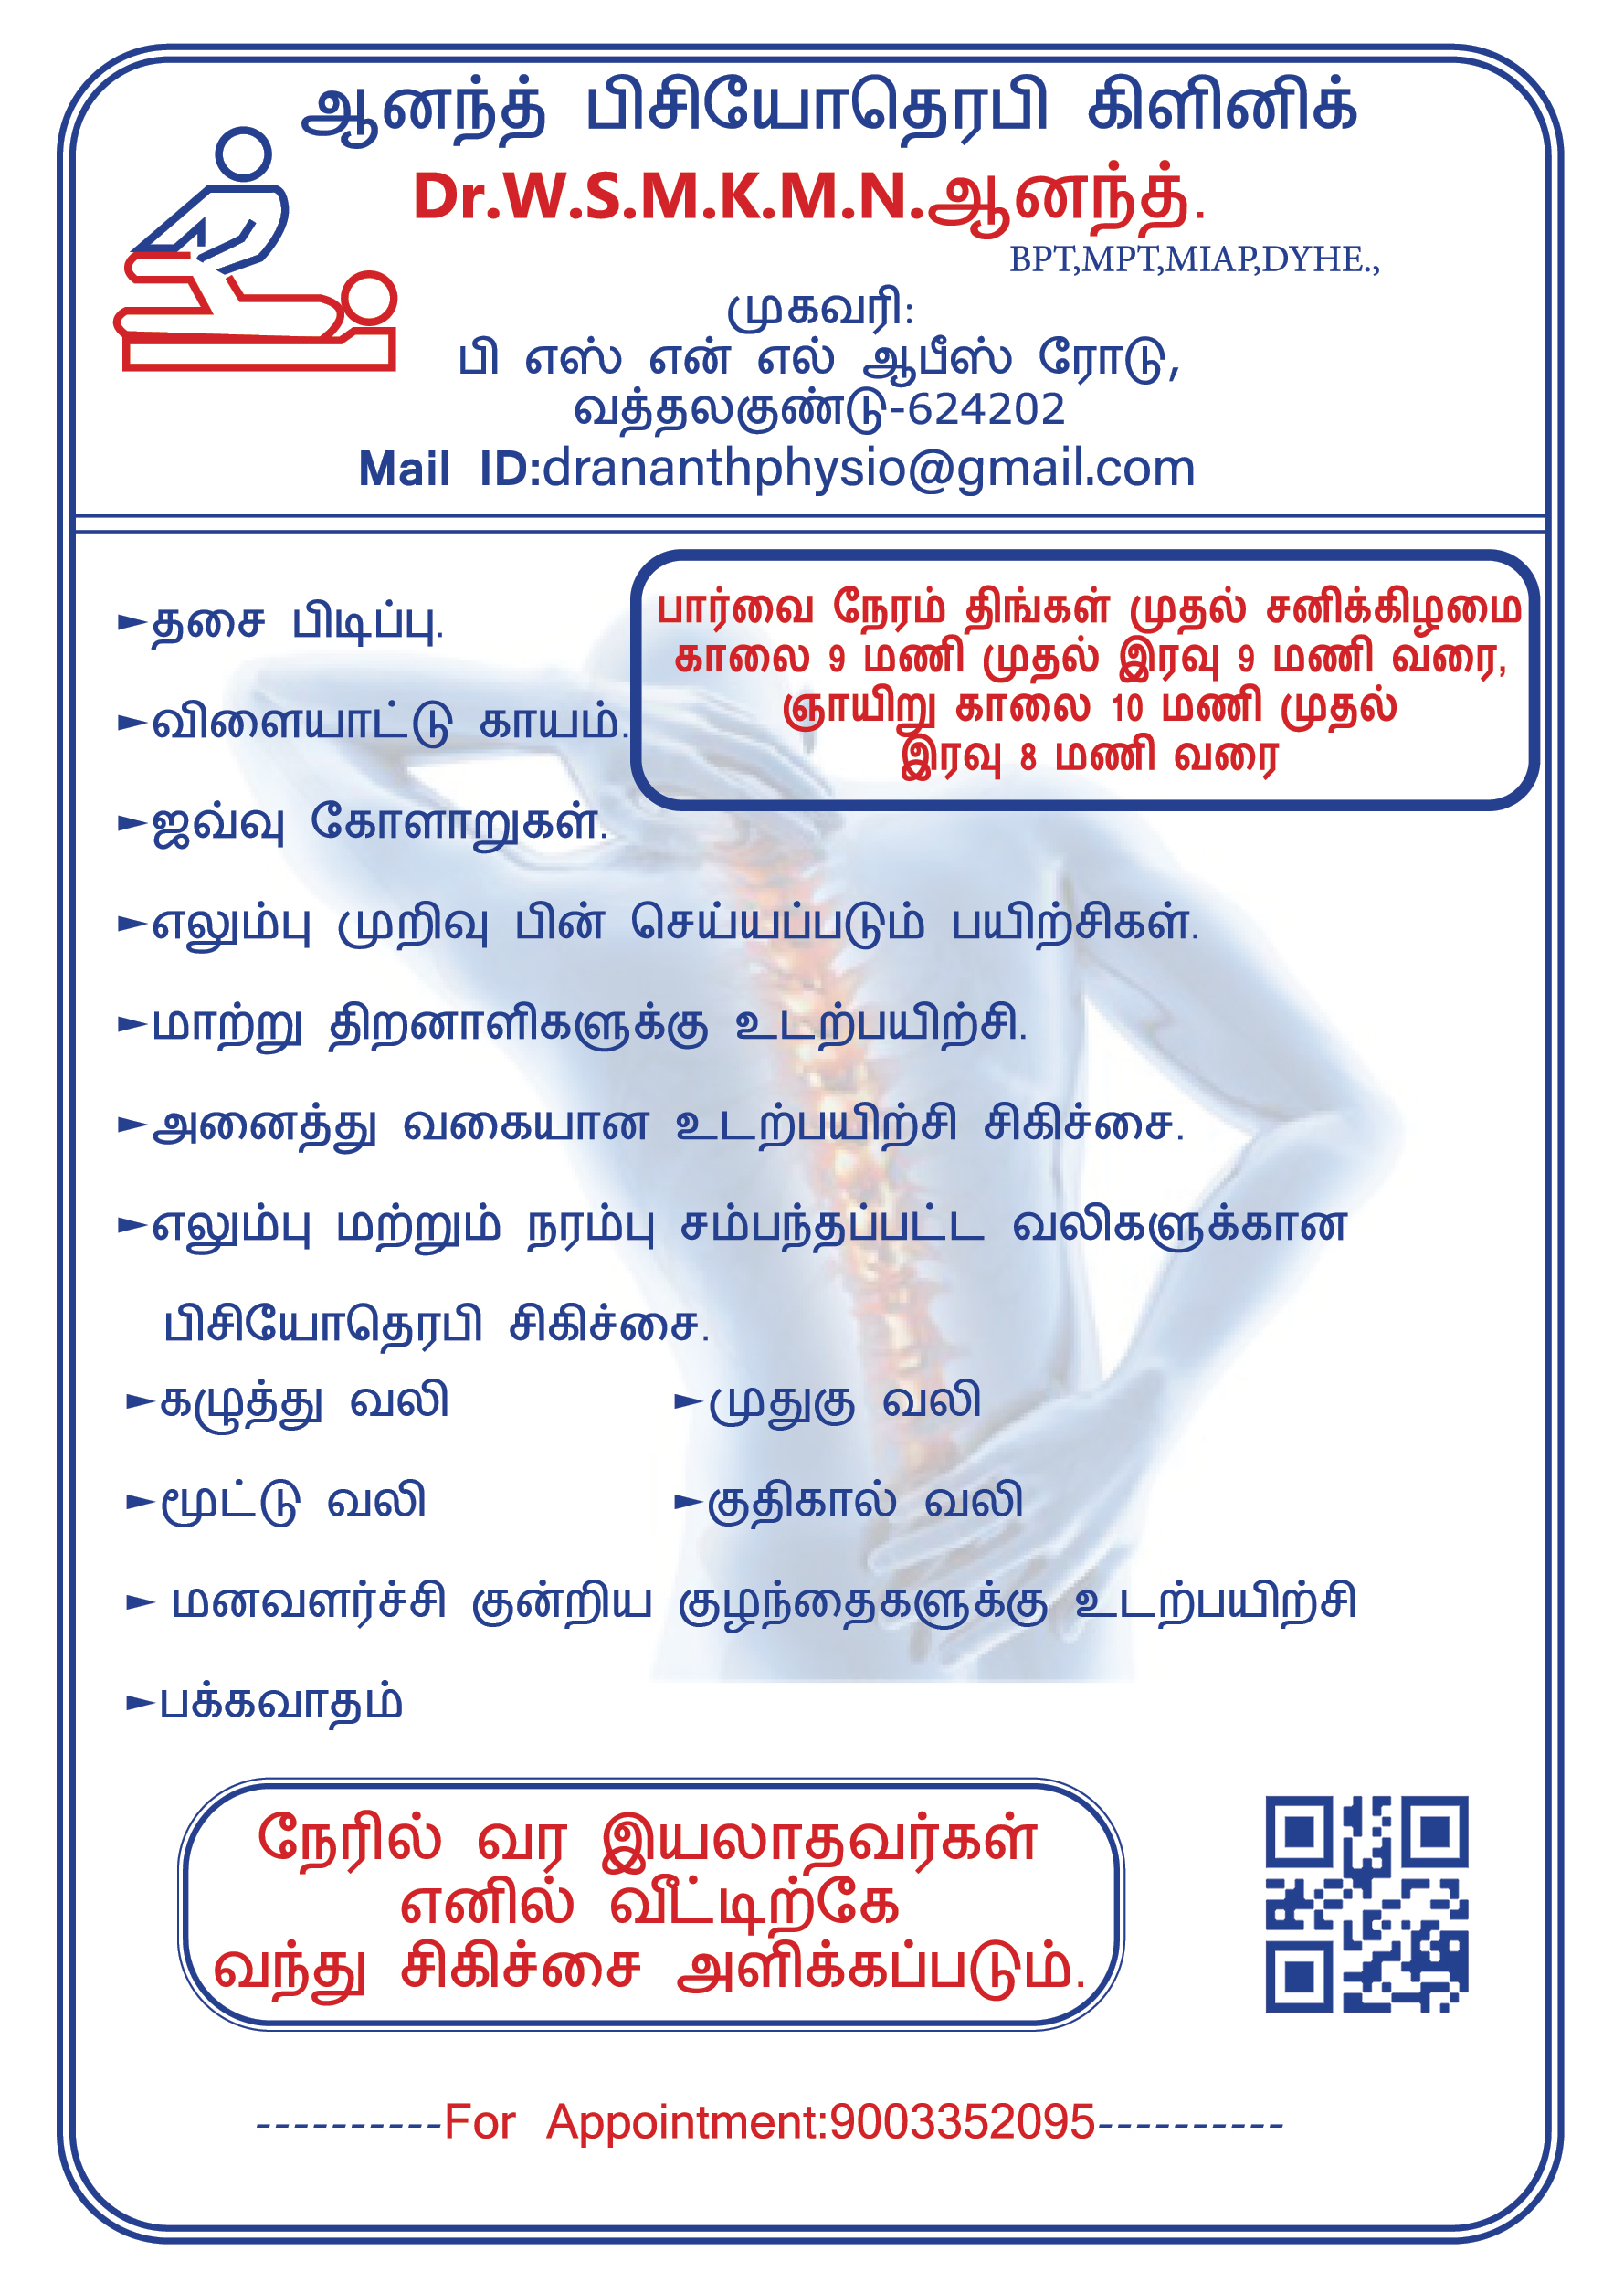 ஆனந்த் பிசியோதெரபி கிளினிக்
Dr.W.S.M.K.M.N.ஆனந்த்.
BPT,MPT,MIAP,DYHE.,
முகவரி:
பி எஸ் என் எல் ஆபீஸ் ரோடு,
வத்தலகுண்டு-624202
Mail ID:drananthphysio@gmail.com
பார்வை நேரம் திங்கள் முதல் சனிக்கிழமை
காலை 9 மணி முதல் இரவு 9 மணி வரை,
ஞாயிறு காலை 10 மணி முதல்
இரவு 8 மணி வரை
►தசை பிடிப்பு.
►விளையாட்டு காயம்.
►ஜவ்வு கோளாறுகள்.
►எலும்பு முறிவு பின் செய்யப்படும் பயிற்சிகள்.
►மாற்று திறனாளிகளுக்கு உடற்பயிற்சி.
►அனைத்து வகையான உடற்பயிற்சி சிகிச்சை.
►எலும்பு மற்றும் நரம்பு சம்பந்தப்பட்ட வலிகளுக்கான
பிசியோதெரபி சிகிச்சை.
►கழுத்து வலி ►முதுகு வலி
►மூட்டு வலி ►குதிகால் வலி
► மனவளர்ச்சி குன்றிய குழந்தைகளுக்கு உடற்பயிற்சி
►பக்கவாதம்
நேரில் வர இயலாதவர்கள்
எனில் வீட்டிற்கே
வந்து சிகிச்சை அளிக்கப்படும்.
----------For Appointment:9003352095----------